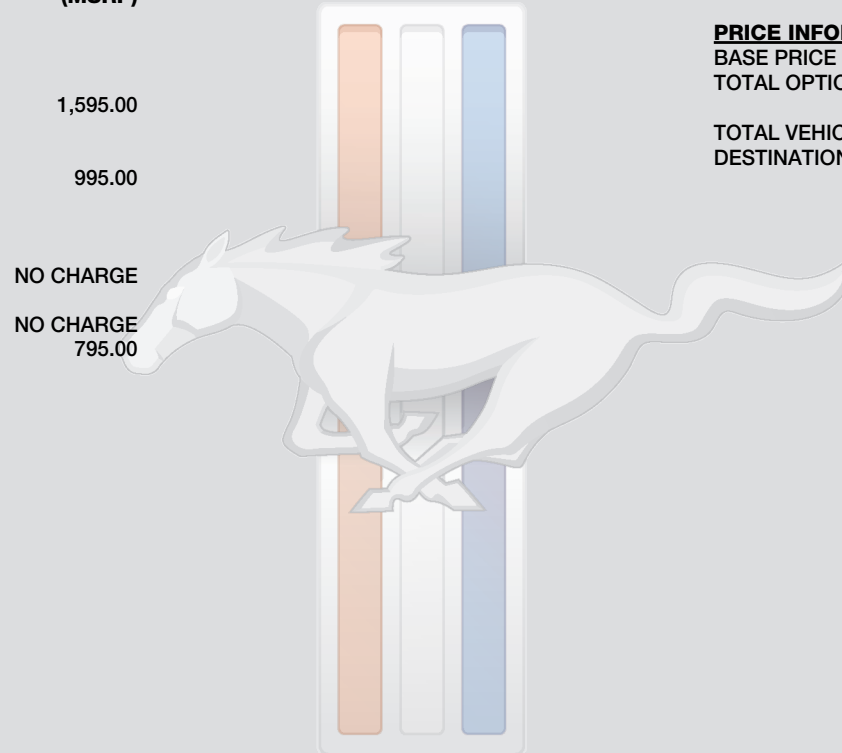 (MSRP)
1,595.00
995.00
NO CHARGE
NO CHARGE
795.00
PRICE INFO
BASE PRICE
TOTAL OPTIO
TOTAL VEHIC
DESTINATION